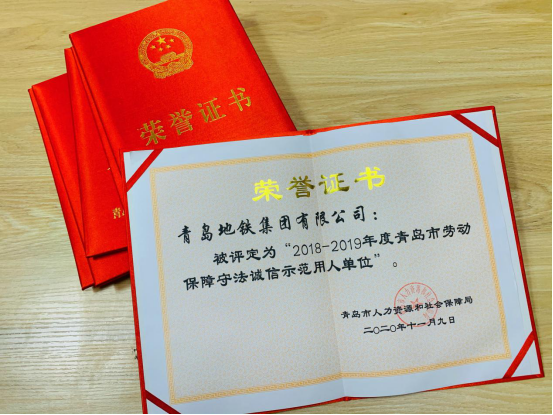 荣誉证书
荣誉证书
青岛地铁集团有限公司：
被评定为“2018-2019年度青岛市劳动
保障守法诚信示范用人单位”。
青岛市人力资源和社会保障局
二〇二〇年十一月九日